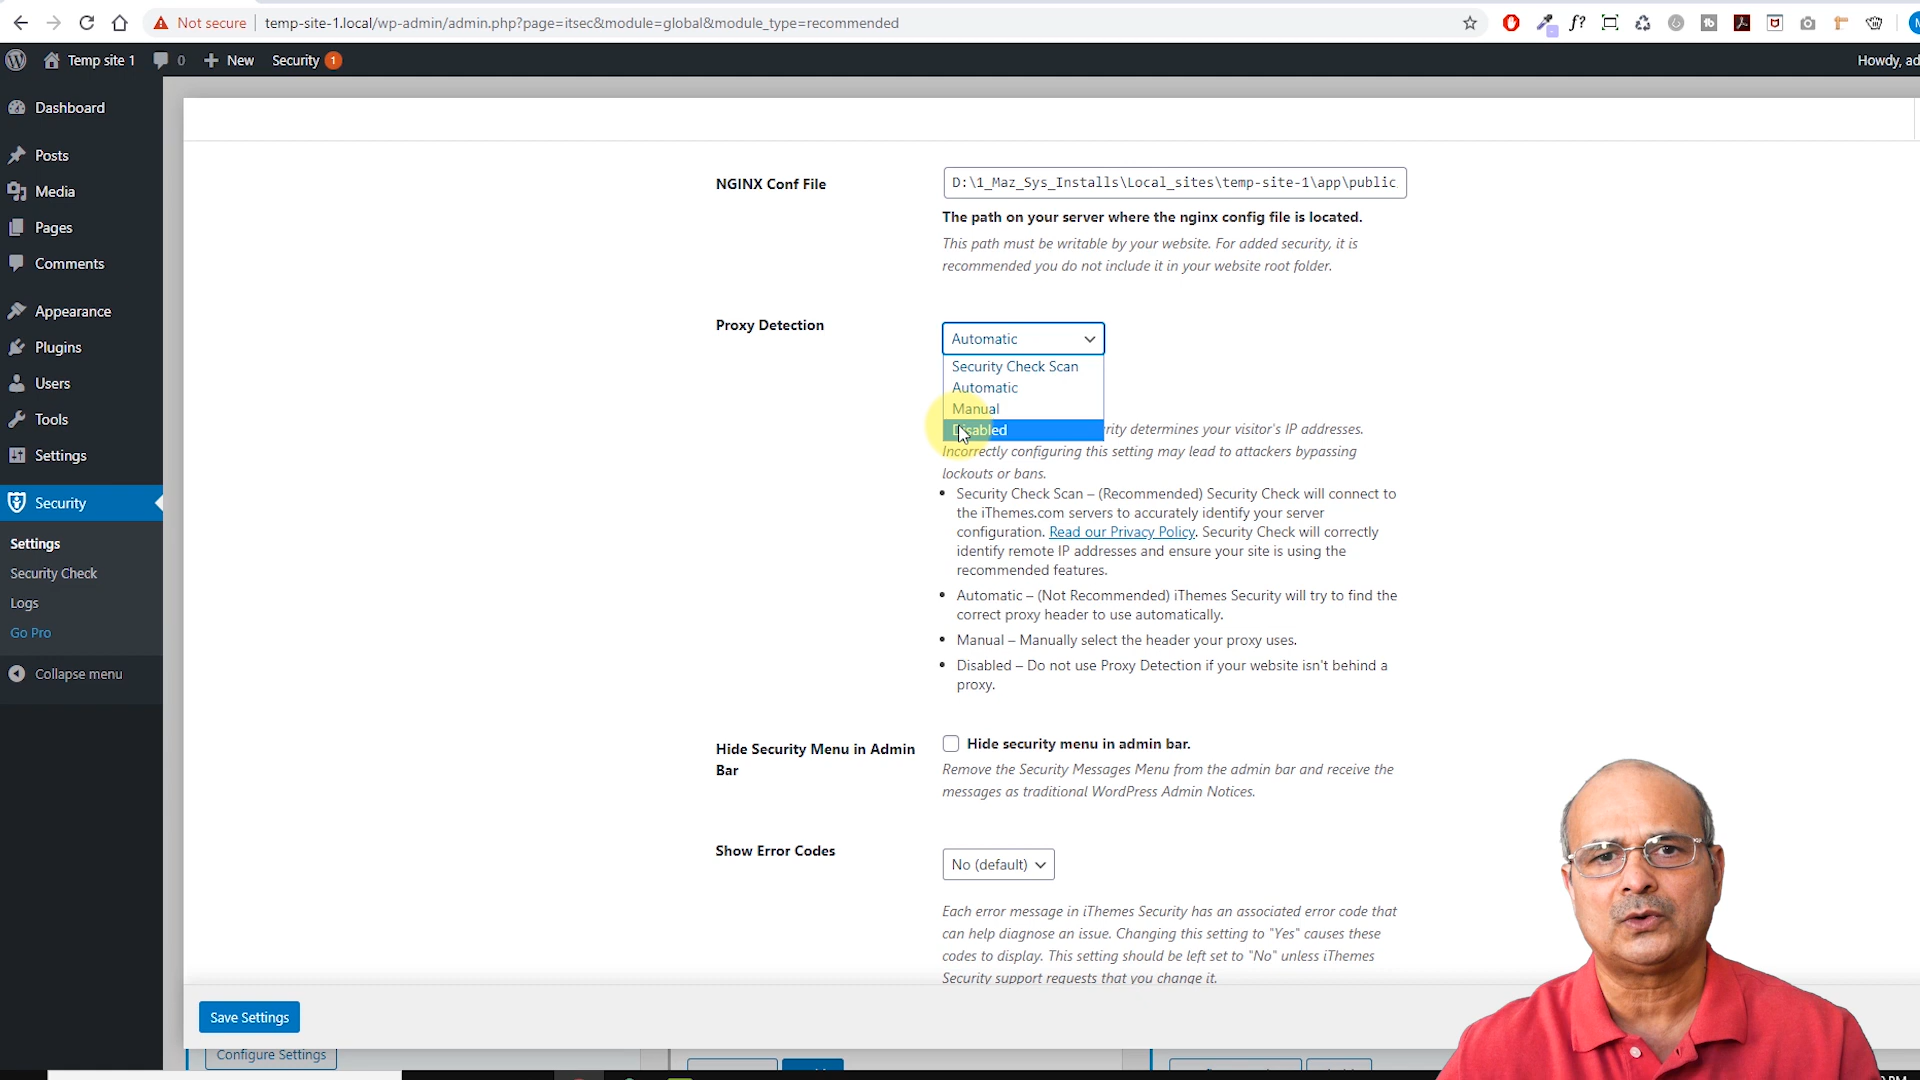 Not secure
temp-site-1.local/wp-admin/admin.php?page=itsec&module=global&module_type=recommended
f?
Temp site 1
0
New
Security 1
Howdy, ad
Dashboard
Posts
Media
Pages
Comments
Appearance
Plugins
Users
Tools
Settings
Security
Settings
Security Check
Logs
Go Pro
Collapse menu
NGINX Conf File
D:\1_Maz_Sys_Installs\Local_sites\temp-site-1\app\public
The path on your server where the nginx config file is located.
This path must be writable by your website. For added security, it is
recommended you do not include it in your website root folder.
Proxy Detection
Automatic
Security Check Scan
Automatic
Manual
Disabled
rity determines your visitor's IP addresses.
Incorrectly configuring this setting may lead to attackers bypassing
lockouts or bans.
• Security Check Scan – (Recommended) Security Check will connect to
the iThemes.com servers to accurately identify your server
configuration. Read our Privacy Policy. Security Check will correctly
identify remote IP addresses and ensure your site is using the
recommended features.
• Automatic – (Not Recommended) iThemes Security will try to find the
correct proxy header to use automatically.
• Manual – Manually select the header your proxy uses.
• Disabled – Do not use Proxy Detection if your website isn't behind a
proxy.
Hide Security Menu in Admin
Bar
Hide security menu in admin bar.
Remove the Security Messages Menu from the admin bar and receive the
messages as traditional WordPress Admin Notices.
Show Error Codes
No (default)
Each error message in iThemes Security has an associated error code that
can help diagnose an issue. Changing this setting to "Yes" causes these
codes to display. This setting should be left set to "No" unless iThemes
Security support requests that you change it.
Save Settings
Configure Settings